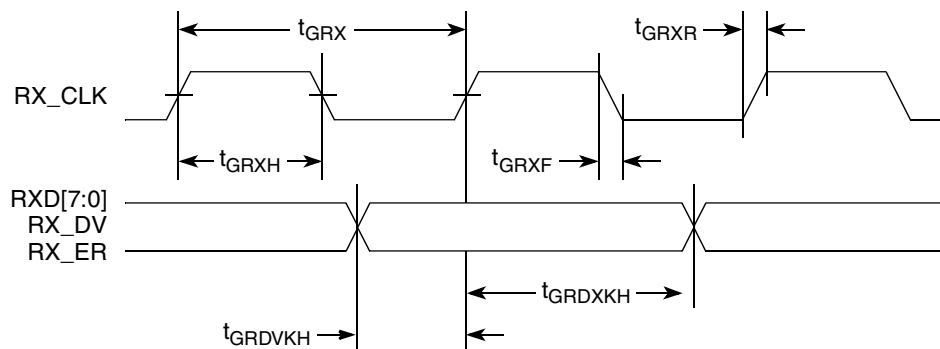 tGRX
tGRXR
RX_CLK
tGRXH
tGRXF
RXD[7:0]
RX_DV
RX_ER
tGRDXKH
tGRDVKH